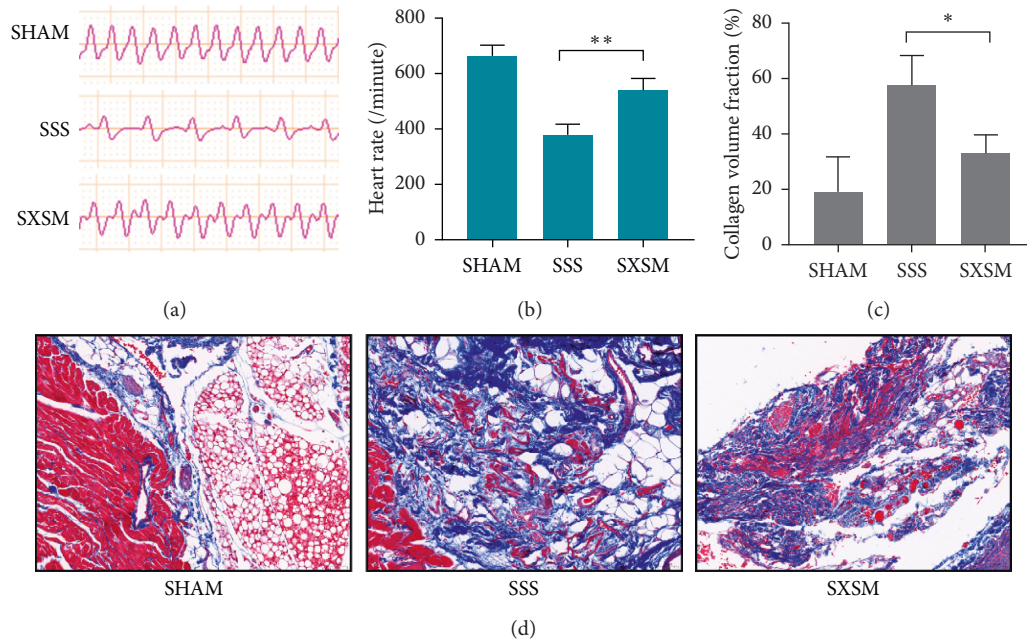 SHAM
SSS
SXSM
(a)
Heart rate (/minute)
800
600
400
200
0
**
SHAM SSS SXSM
(b)
Collagen volume fraction (%)
80
60
40
20
0
*
SHAM SSS SXSM
(c)
SHAM SSS SXSM
(d)